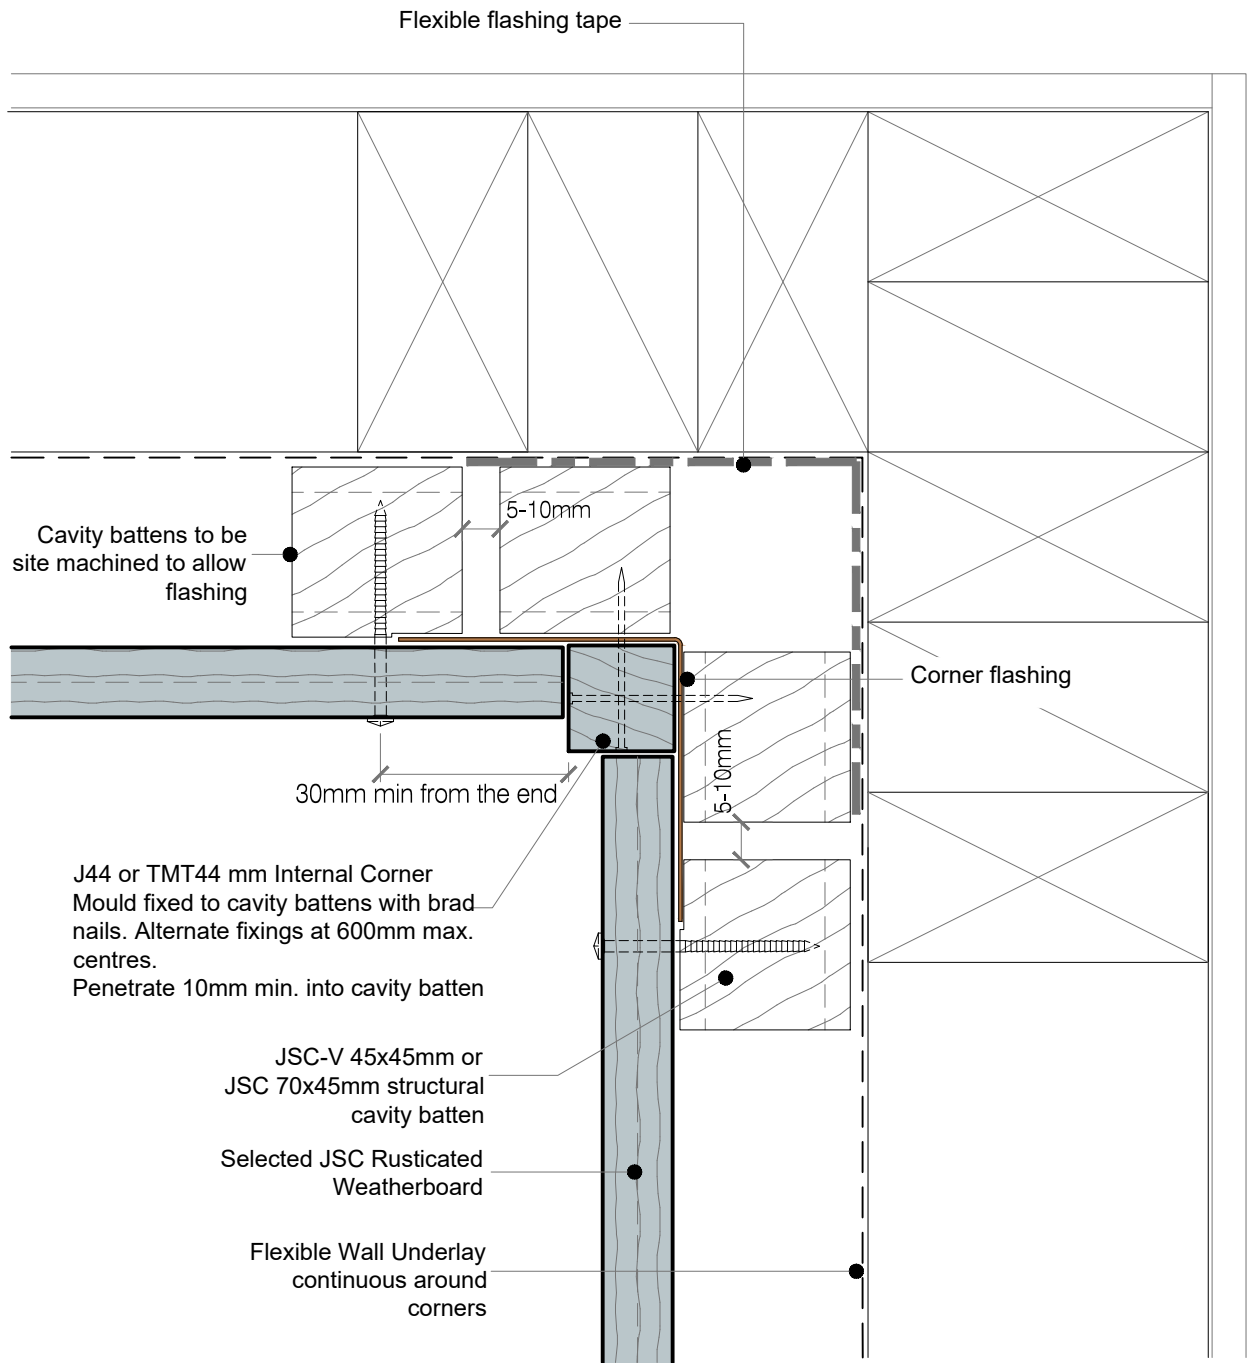 Flexible flashing tape
5-10mm
Cavity battens to be
site machined to allow
flashing
Corner flashing
5-10mm
30mm min from the end
J44 or TMT44 mm Internal Corner
Mould fixed to cavity battens with brad
nails. Alternate fixings at 600mm max.
centres.
Penetrate 10mm min. into cavity batten
JSC-V 45x45mm or
JSC 70x45mm structural
cavity batten
Selected JSC Rusticated
Weatherboard
Flexible Wall Underlay
continuous around
corners